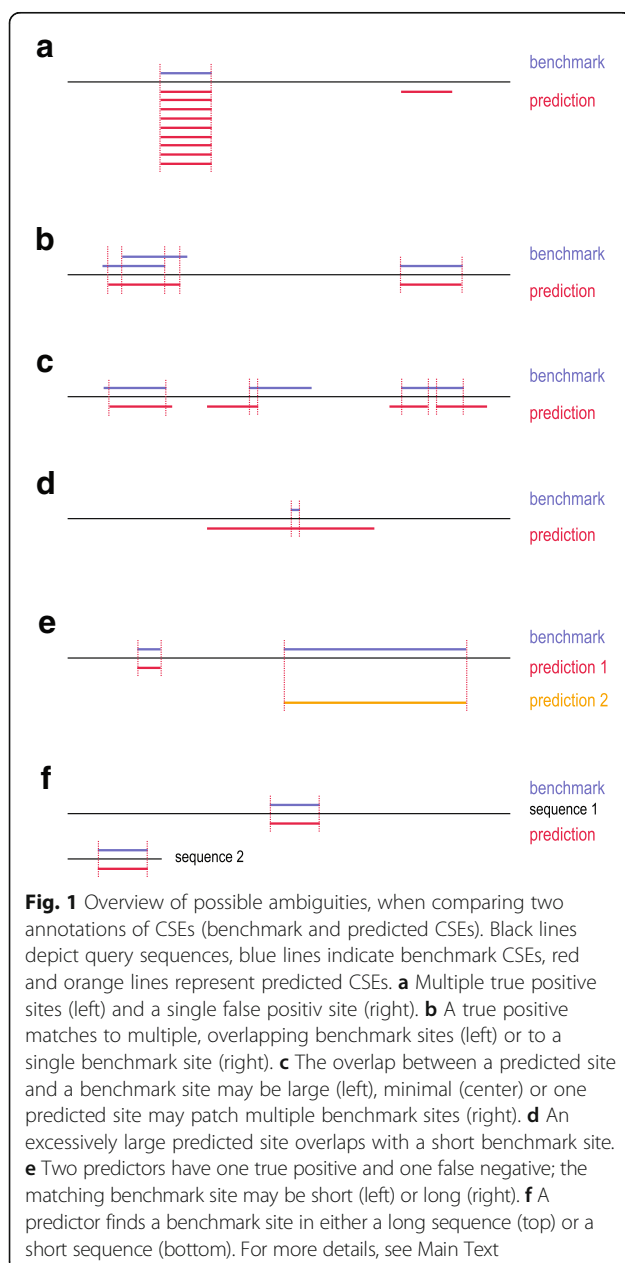 a
benchmark
prediction
b
benchmark
prediction
c
benchmark
prediction
d
benchmark
prediction
e
benchmark
prediction 1
prediction 2
f
benchmark
sequence 1
prediction
sequence 2
Fig. 1 Overview of possible ambiguities, when comparing two
annotations of CSEs (benchmark and predicted CSEs). Black lines
depict query sequences, blue lines indicate benchmark CSEs, red
and orange lines represent predicted CSEs. a Multiple true positive
sites (left) and a single false positiv site (right). b A true positive
matches to multiple, overlapping benchmark sites (left) or to a
single benchmark site (right). c The overlap between a predicted site
and a benchmark site may be large (left), minimal (center) or one
predicted site may patch multiple benchmark sites (right). d An
excessively large predicted site overlaps with a short benchmark site.
e Two predictors have one true positive and one false negative; the
matching benchmark site may be short (left) or long (right). f A
predictor finds a benchmark site in either a long sequence (top) or a
short sequence (bottom). For more details, see Main Text